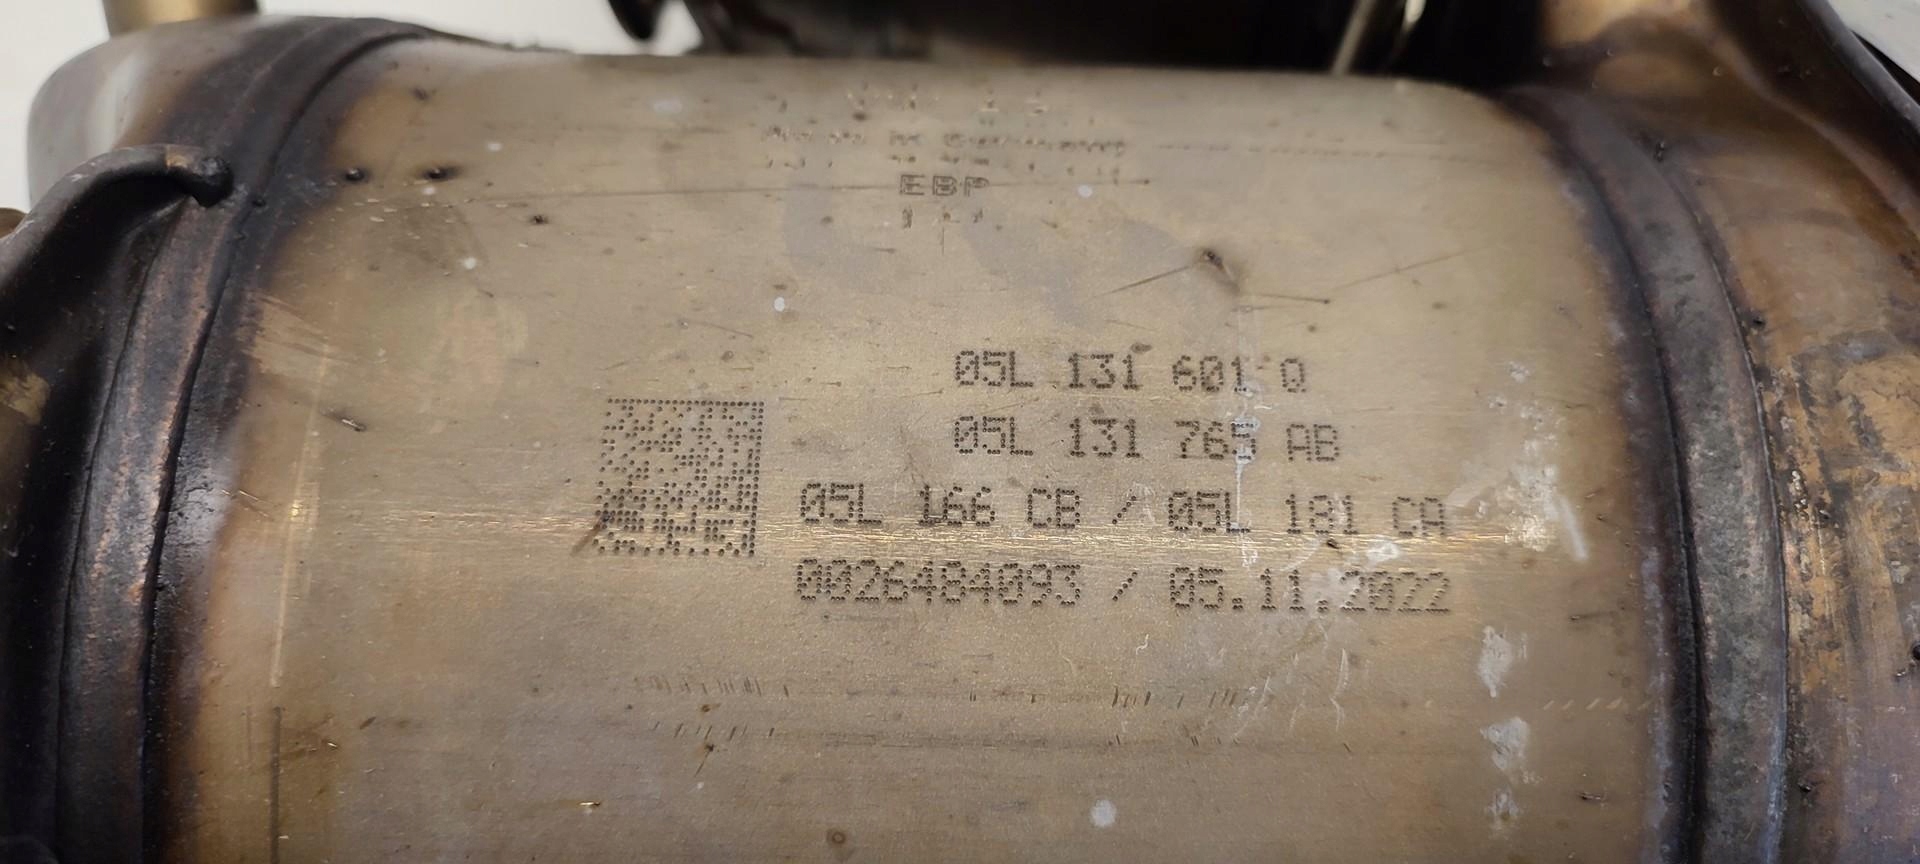 EBP
05L 131 601 Q
05L 131 765 AB
05L 166 CB / 05L 181 CA
0026484093 / 05.11.2022